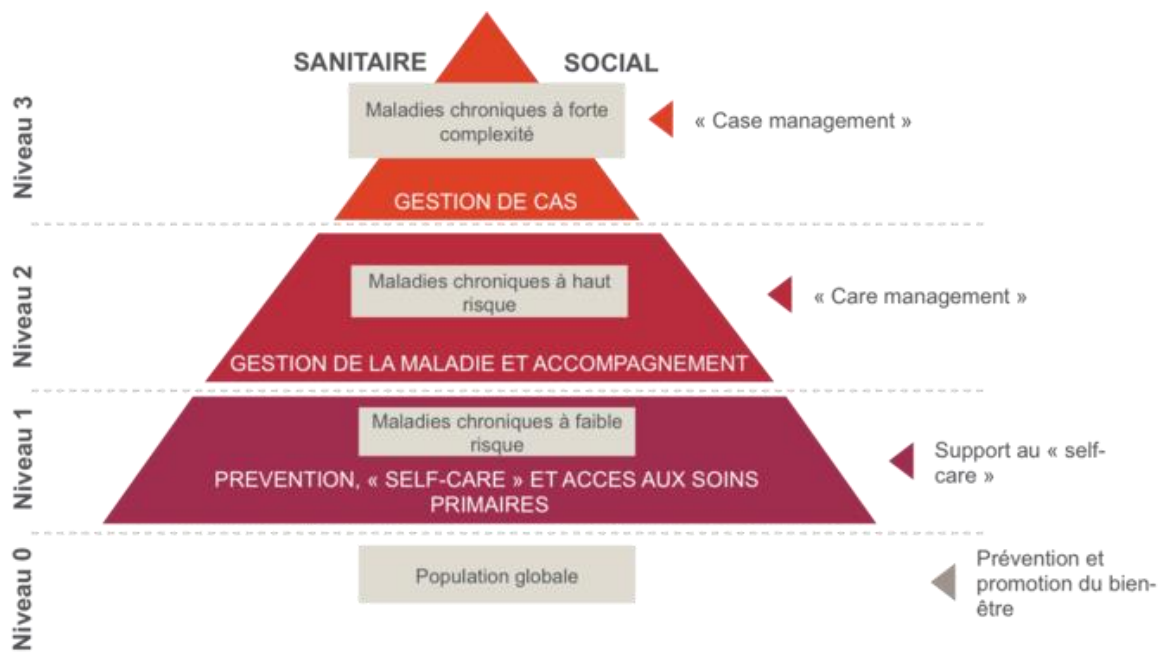 SANITAIRE
SOCIAL
Niveau 3
Maladies chroniques à forte
complexité
« Case management »
GESTION DE CAS
Niveau 2
Maladies chroniques à haut
risque
« Care management »
GESTION DE LA MALADIE ET ACCOMPAGNEMENT
Niveau 1
Maladies chroniques à faible
risque
PREVENTION, « SELF-CARE » ET ACCES AUX SOINS
PRIMAIRES
Support au « self-
care »
Niveau 0
Population globale
Prévention et
promotion du bien-
être